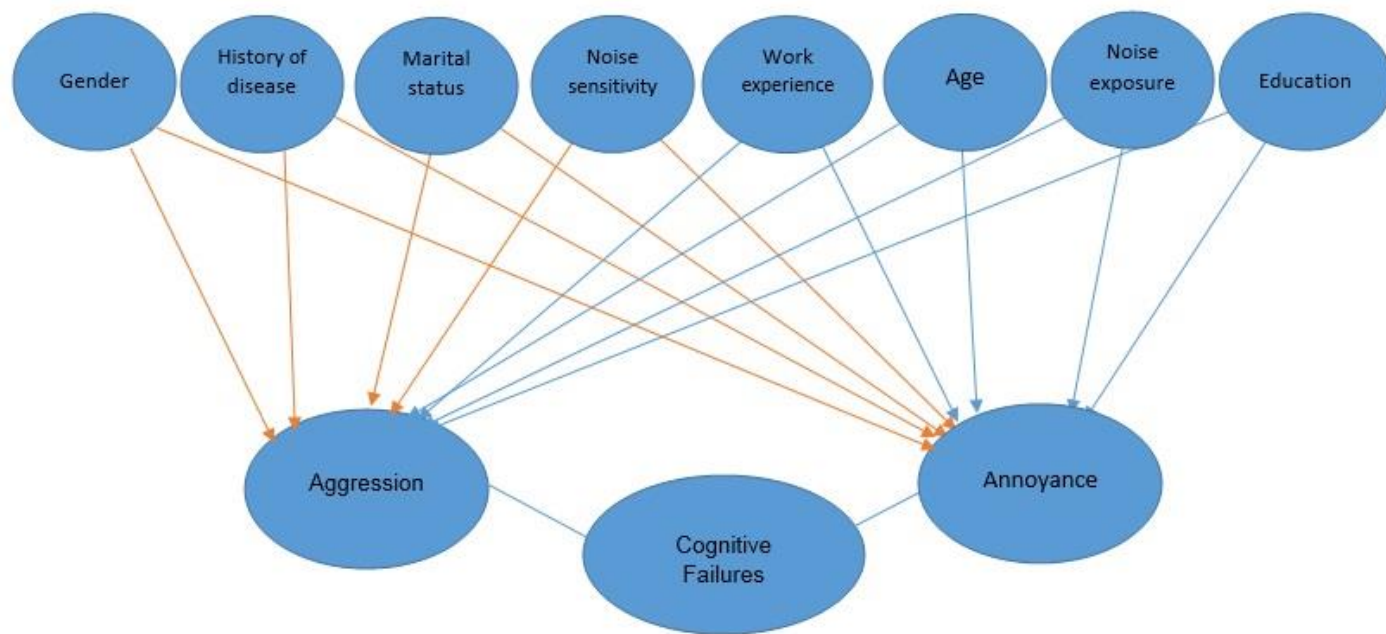 Gender
History of
disease
Marital
status
Noise
sensitivity
Work
experience
Age
Noise
exposure
Education
Aggression
Annoyance
Cognitive
Failures